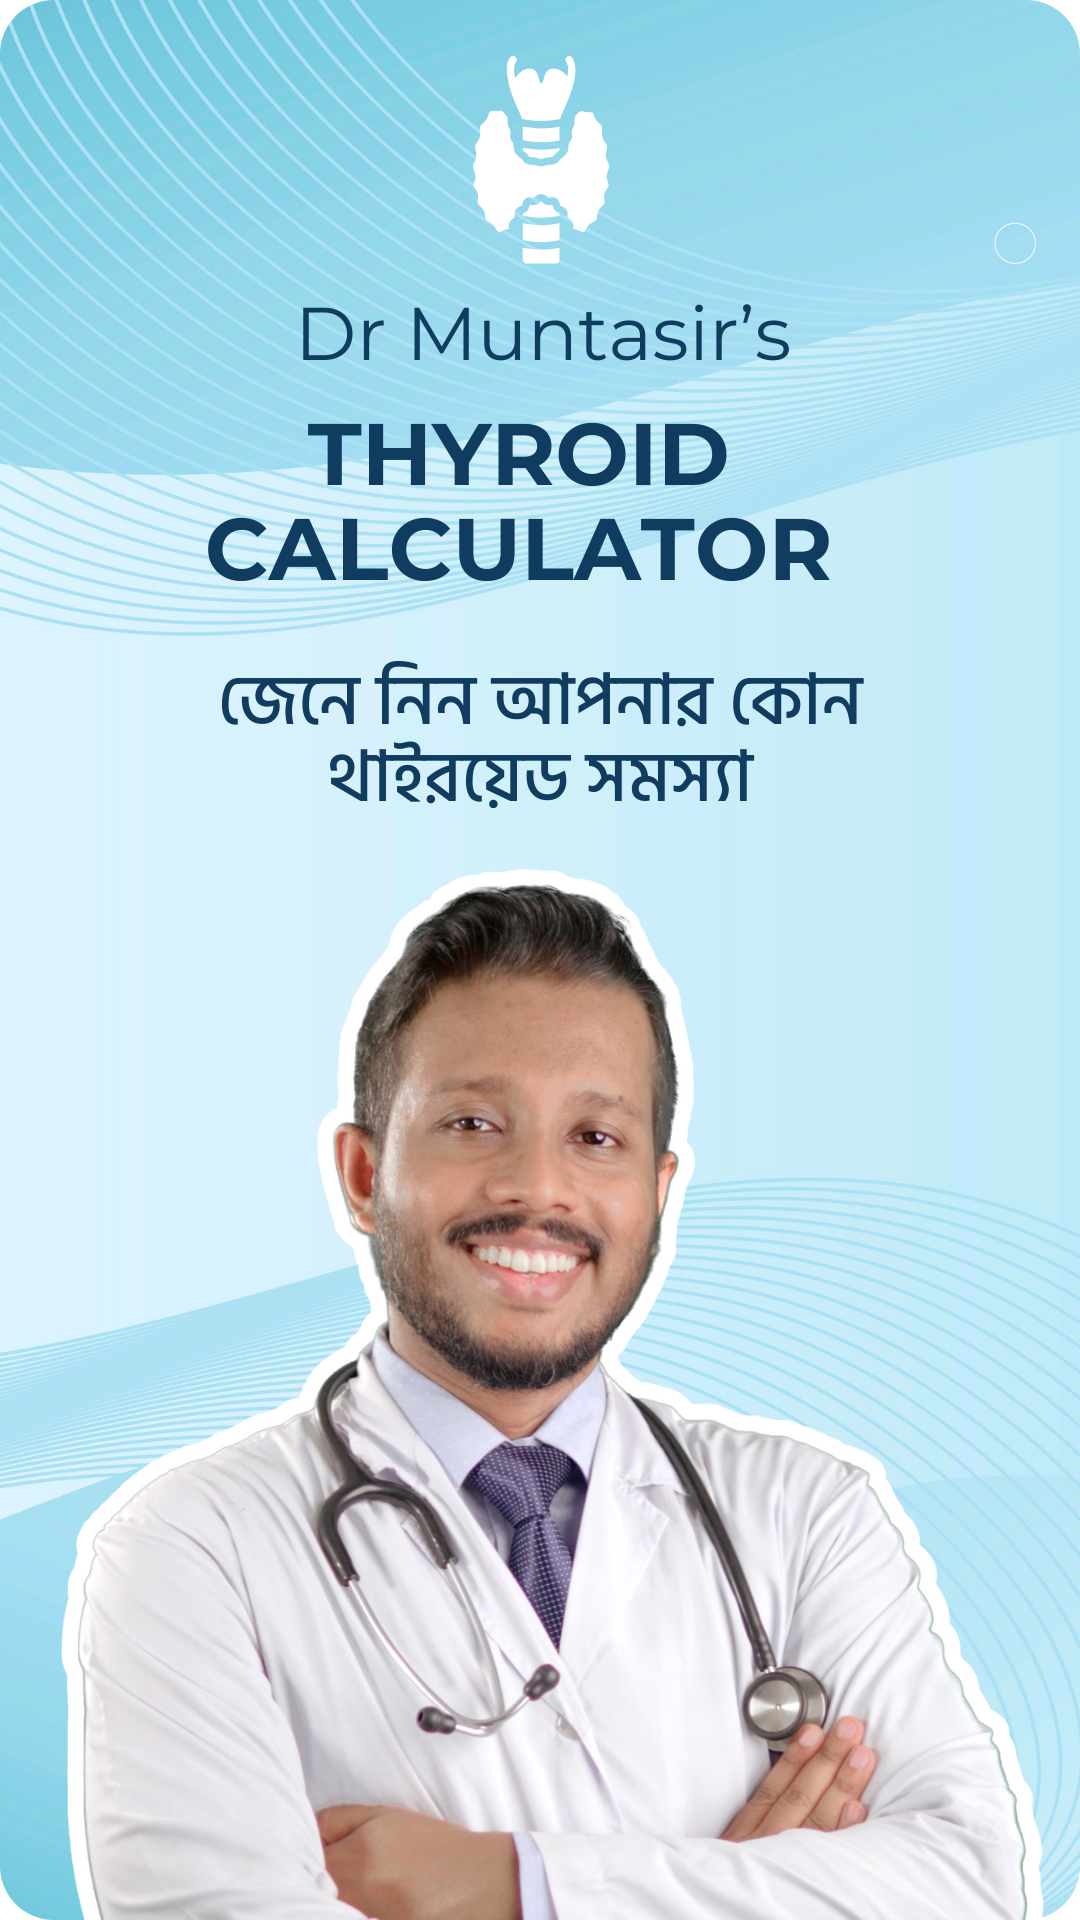 Dr Muntasir’s
THYROID
CALCULATOR
জেনে নিন আপনার কোন
থাইরয়েড সমস্যা